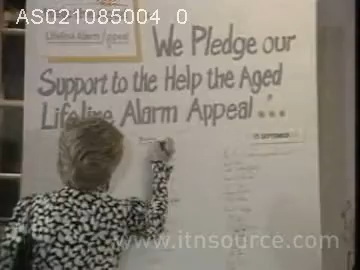 AS021085004 0
Lifeline Alarm Appeal
We Pledge our
Support to the Help the Aged
Lifeline Alarm Appeal...
www.itnsource.com